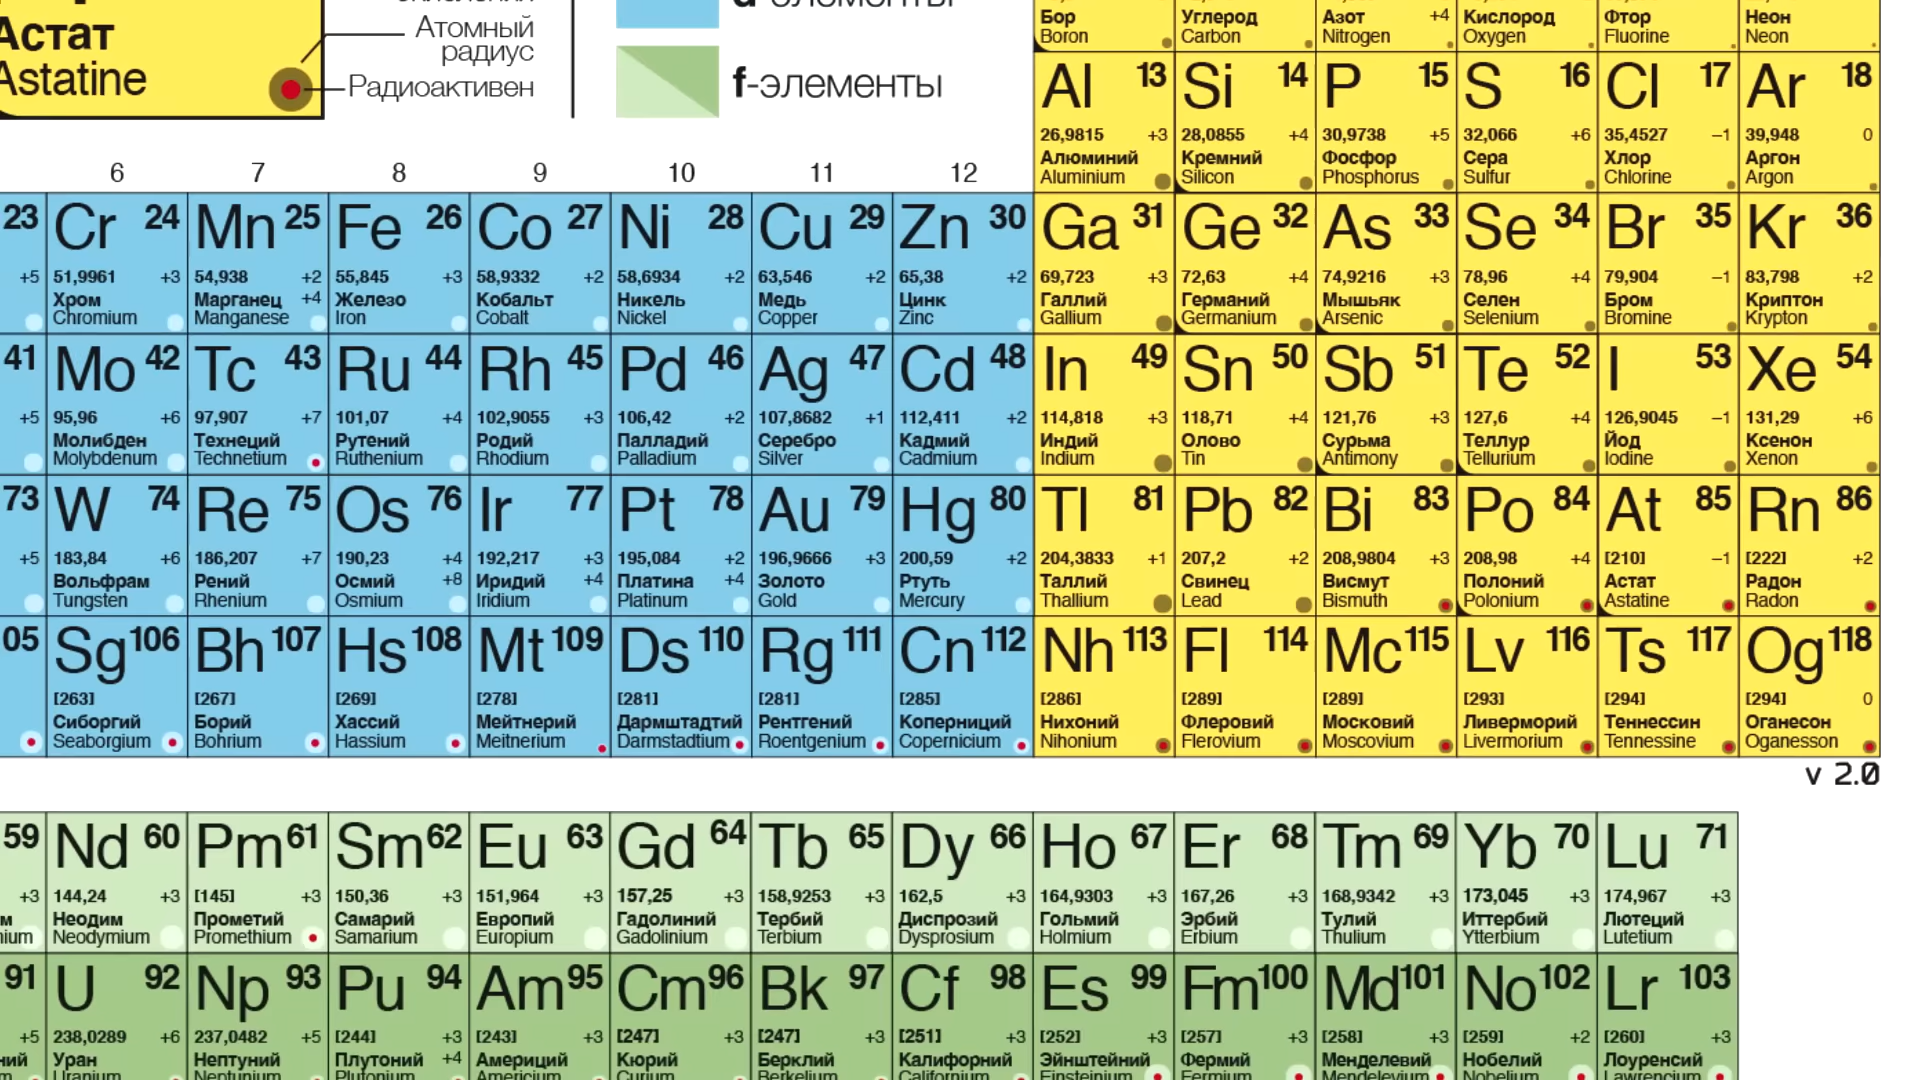 Астат
Astatine
Атомный
радиус
Радиоактивен
f-элементы
Бор
Boron
Углерод
Carbon
Азот +4
Nitrogen
Кислород
Oxygen
Фтор
Fluorine
Неон
Neon
Al 13
26,9815 +3
Алюминий
Aluminium
Si 14
28,0855 +4
Кремний
Silicon
P 15
30,9738 +5
Фосфор
Phosphorus
S 16
32,066 +6
Сера
Sulfur
Cl 17
35,4527 –1
Хлор
Chlorine
Ar 18
39,948 0
Аргон
Argon
6 7 8 9 10 11 12
23
+5
Cr 24
51,9961 +3
Хром
Chromium
Mn 25
54,938 +2
Марганец +4
Manganese
Fe 26
55,845 +3
Железо
Iron
Co 27
58,9332 +2
Кобальт
Cobalt
Ni 28
58,6934 +2
Никель
Nickel
Cu 29
63,546 +2
Медь
Copper
Zn 30
65,38 +2
Цинк
Zinc
Ga 31
69,723 +3
Галлий
Gallium
Ge 32
72,63 +4
Германий
Germanium
As 33
74,9216 +3
Мышьяк
Arsenic
Se 34
78,96 +4
Селен
Selenium
Br 35
79,904 –1
Бром
Bromine
Kr 36
83,798 +2
Криптон
Krypton
41
+5
Mo 42
95,96 +6
Молибден
Molybdenum
Tc 43
97,907 +7
Технеций
Technetium
Ru 44
101,07 +4
Рутений
Ruthenium
Rh 45
102,9055 +3
Родий
Rhodium
Pd 46
106,42 +2
Палладий
Palladium
Ag 47
107,8682 +1
Серебро
Silver
Cd 48
112,411 +2
Кадмий
Cadmium
In 49
114,818 +3
Индий
Indium
Sn 50
118,71 +4
Олово
Tin
Sb 51
121,76 +3
Сурьма
Antimony
Te 52
127,6 +4
Теллур
Tellurium
I 53
126,9045 –1
Йод
Iodine
Xe 54
131,29 +6
Ксенон
Xenon
73
+5
W 74
183,84 +6
Вольфрам
Tungsten
Re 75
186,207 +7
Рений
Rhenium
Os 76
190,23 +4
Осмий +8
Osmium
Ir 77
192,217 +3
Иридий +4
Iridium
Pt 78
195,084 +2
Платина +4
Platinum
Au 79
196,9666 +3
Золото
Gold
Hg 80
200,59 +2
Ртуть
Mercury
Tl 81
204,3833 +1
Таллий
Thallium
Pb 82
207,2 +2
Свинец
Lead
Bi 83
208,9804 +3
Висмут
Bismuth
Po 84
208,98 +4
Полоний
Polonium
At 85
[210] –1
Астат
Astatine
Rn 86
[222] +2
Радон
Radon
05
Sg 106
[263]
Сиборгий
Seaborgium
Bh 107
[267]
Борий
Bohrium
Hs 108
[269]
Хассий
Hassium
Mt 109
[278]
Мейтнерий
Meitnerium
Ds 110
[281]
Дармштадтий
Darmstadtium
Rg 111
[281]
Рентгений
Roentgenium
Cn 112
[285]
Коперниций
Copernicium
Nh 113
[286]
Нихоний
Nihonium
Fl 114
[289]
Флеровий
Flerovium
Mc 115
[289]
Московий
Moscovium
Lv 116
[293]
Ливерморий
Livermorium
Ts 117
[294]
Теннессин
Tennessine
Og 118
[294] 0
Оганесон
Oganesson
v 2.0
59
+3
Nd 60
144,24 +3
Неодим
Neodymium
Pm 61
[145] +3
Прометий
Promethium
Sm 62
150,36 +3
Самарий
Samarium
Eu 63
151,964 +3
Европий
Europium
Gd 64
157,25 +3
Гадолиний
Gadolinium
Tb 65
158,9253 +3
Тербий
Terbium
Dy 66
162,5 +3
Диспрозий
Dysprosium
Ho 67
164,9303 +3
Гольмий
Holmium
Er 68
167,26 +3
Эрбий
Erbium
Tm 69
168,9342 +3
Тулий
Thulium
Yb 70
173,045 +3
Иттербий
Ytterbium
Lu 71
174,967 +3
Лютеций
Lutetium
91
+5
U 92
238,0289 +6
Уран
Uranium
Np 93
237,0482 +5
Нептуний
Neptunium
Pu 94
[244] +3
Плутоний +4
Plutonium
Am 95
[243] +3
Америций
Americium
Cm 96
[247] +3
Кюрий
Curium
Bk 97
[247] +3
Берклий
Berkelium
Cf 98
[251] +3
Калифорний
Californium
Es 99
[252] +3
Эйнштейний
Einsteinium
Fm 100
[257] +3
Фермий
Fermium
Md 101
[258] +3
Менделевий
Mendelevium
No 102
[259] +2
Нобелий
Nobelium
Lr 103
[260] +3
Лоуренсий
Lawrencium